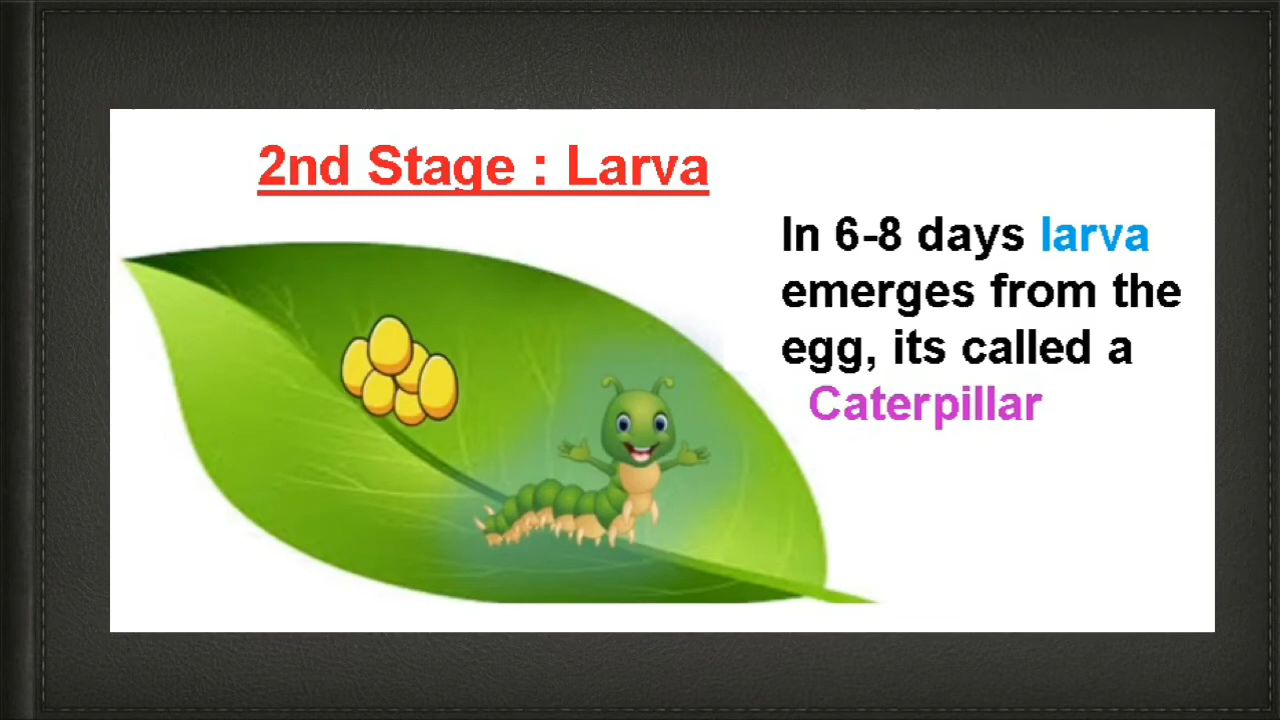 2nd Stage : Larva
In 6-8 days larva
emerges from the
egg, its called a
Caterpillar